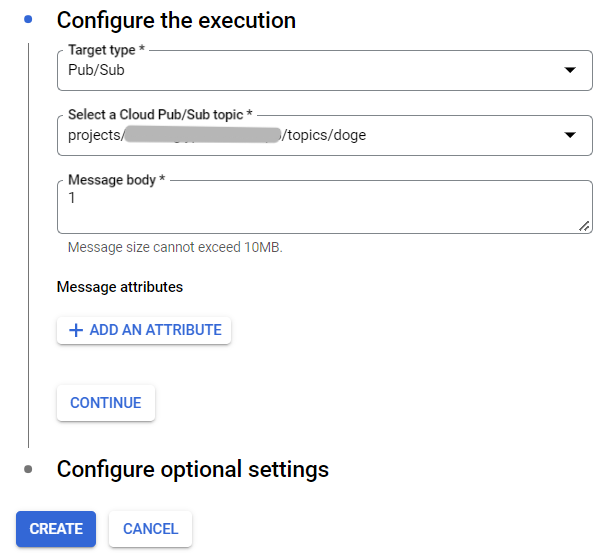 Configure the execution
Target type *
Pub/Sub
Select a Cloud Pub/Sub topic *
projects/ /topics/doge
Message body *
1
Message size cannot exceed 10MB.
Message attributes
+ ADD AN ATTRIBUTE
CONTINUE
Configure optional settings
CREATE CANCEL